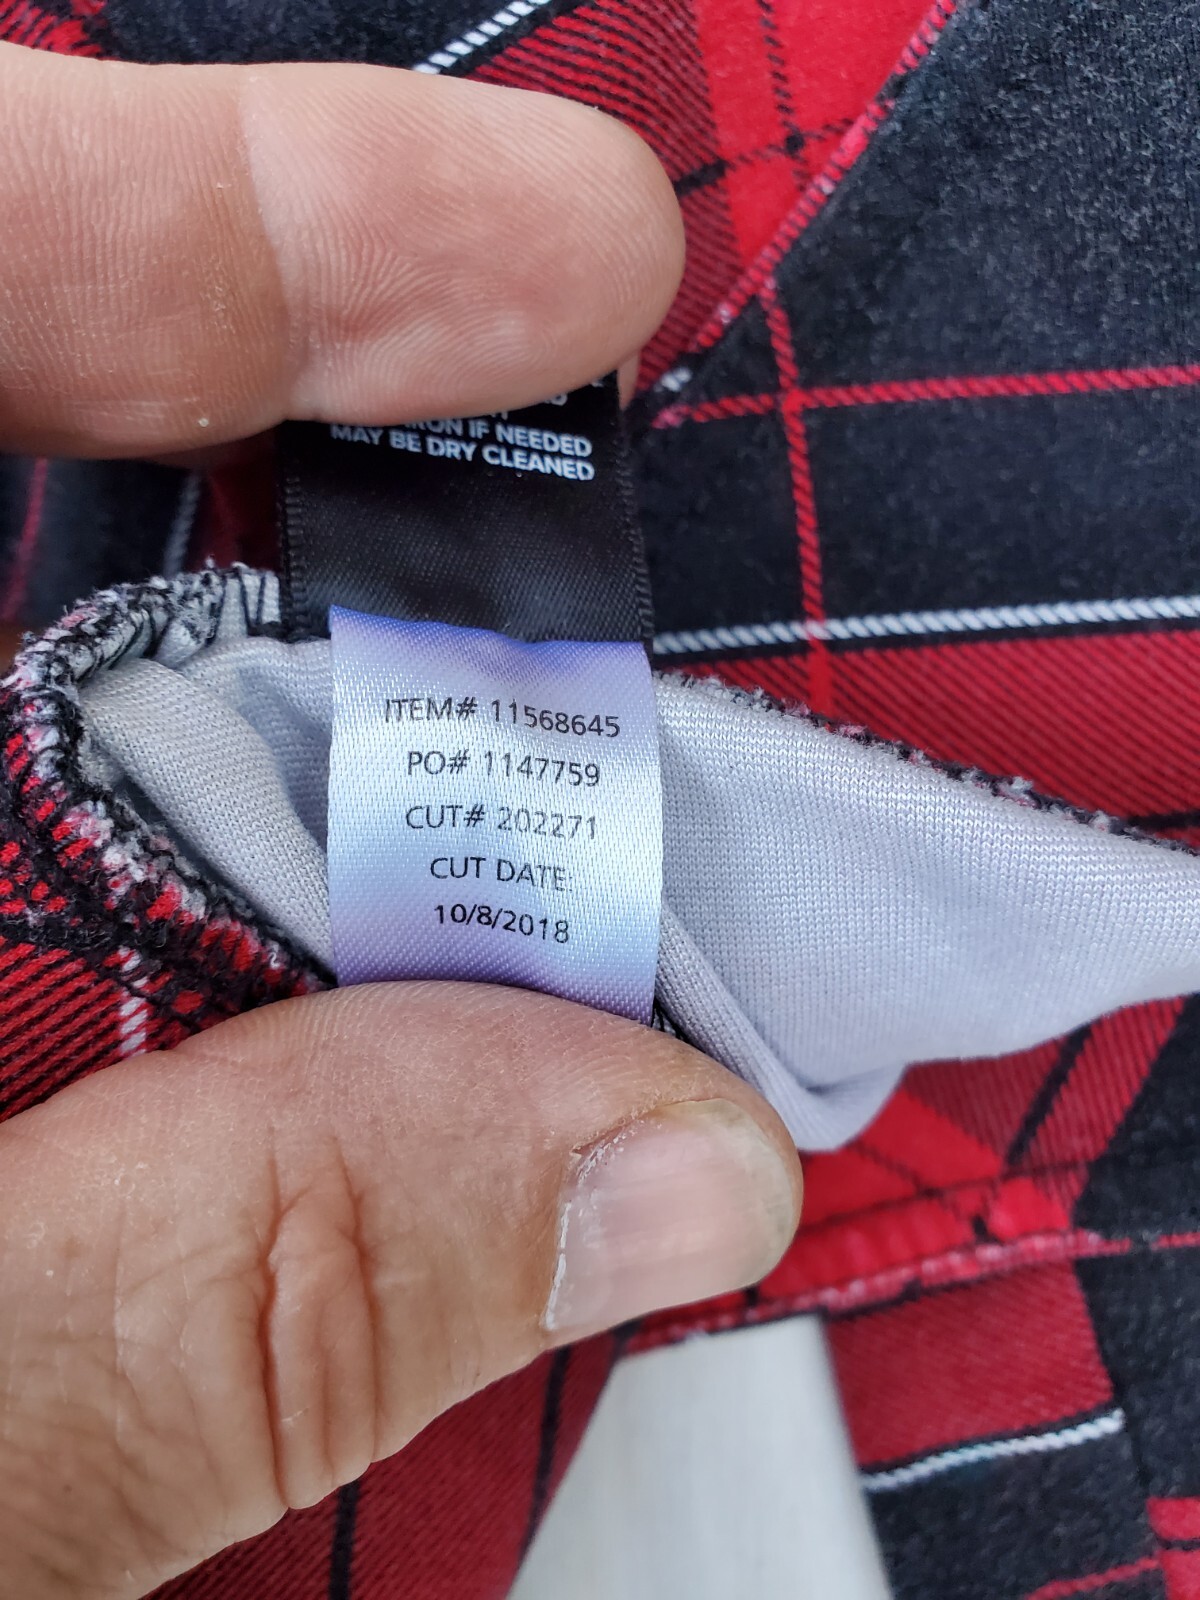 IRON IF NEEDED
MAY BE DRY CLEANED
ITEM# 11568645
PO# 1147759
CUT# 202271
CUT DATE:
10/8/2018